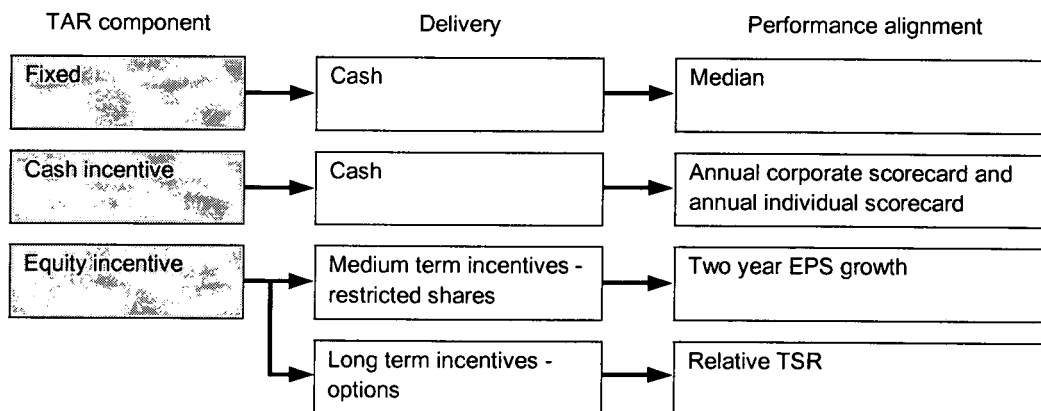 TAR component
Delivery
Performance alignment
Fixed
Cash
Median
Cash incentive
Cash
Annual corporate scorecard and
annual individual scorecard
Equity incentive
Medium term incentives -
restricted shares
Two year EPS growth
Long term incentives -
options
Relative TSR